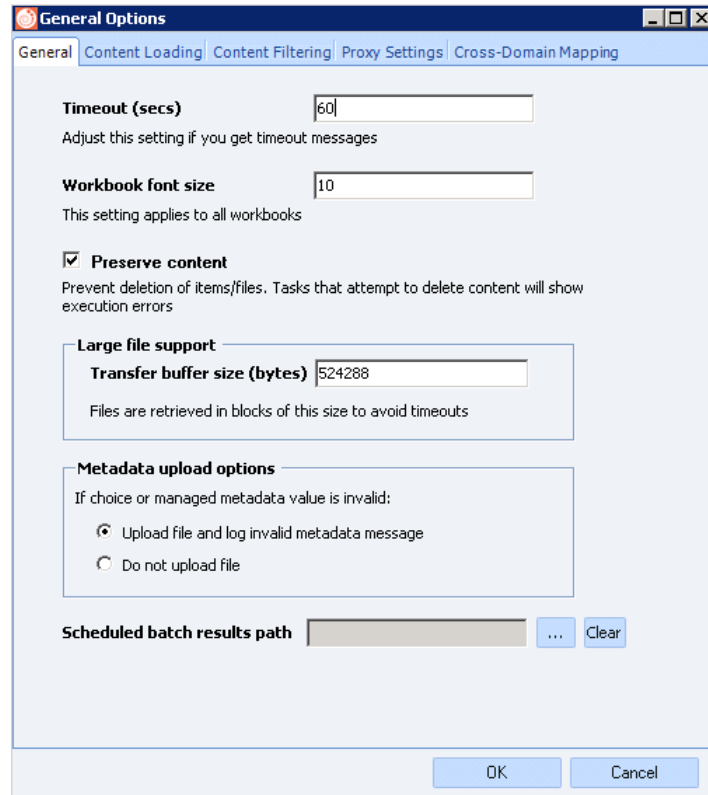 General Options
General Content Loading Content Filtering Proxy Settings Cross-Domain Mapping
Timeout (secs) 60
Adjust this setting if you get timeout messages
Workbook font size 10
This setting applies to all workbooks
Preserve content
Prevent deletion of items/files. Tasks that attempt to delete content will show
execution errors
Large file support
Transfer buffer size (bytes) 524288
Files are retrieved in blocks of this size to avoid timeouts
Metadata upload options
If choice or managed metadata value is invalid:
Upload file and log invalid metadata message
Do not upload file
Scheduled batch results path ... Clear
OK Cancel